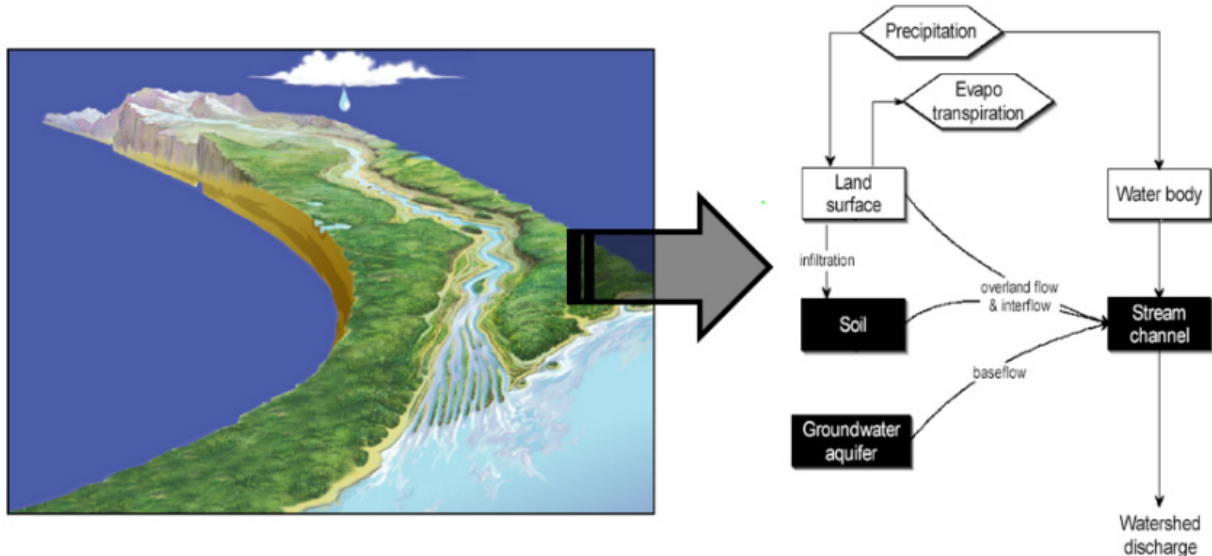 Precipitation
Evapo
transpiration
Land
surface
Water body
infiltration
overland flow
& interflow
Soil
Stream
channel
baseflow
Groundwater
aquifer
Watershed
discharge